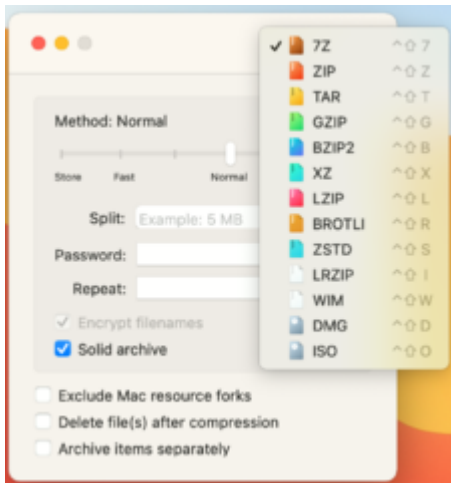 ✓ 7Z ^⇧7
ZIP ^⇧Z
TAR ^⇧T
GZIP ^⇧G
BZIP2 ^⇧B
XZ ^⇧X
LZIP ^⇧L
BROTLI ^⇧R
ZSTD ^⇧S
LRZIP ^⇧I
WIM ^⇧W
DMG ^⇧D
ISO ^⇧O
Method: Normal
Store Fast Normal
Split: Example: 5 MB
Password:
Repeat:
Encrypt filenames
Solid archive
Exclude Mac resource forks
Delete file(s) after compression
Archive items separately